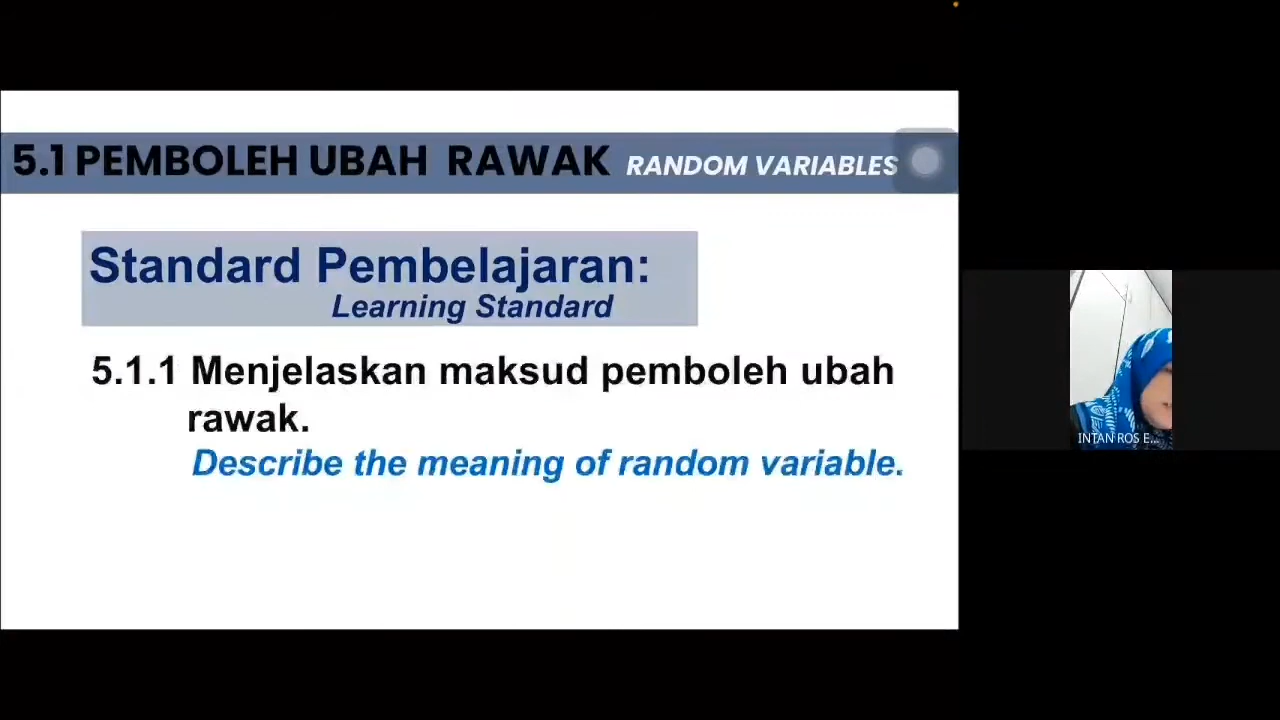 5.1 PEMBOLEH UBAH RAWAK RANDOM VARIABLES
Standard Pembelajaran:
Learning Standard
5.1.1 Menjelaskan maksud pemboleh ubah
rawak.
Describe the meaning of random variable.
INTAN ROS E...